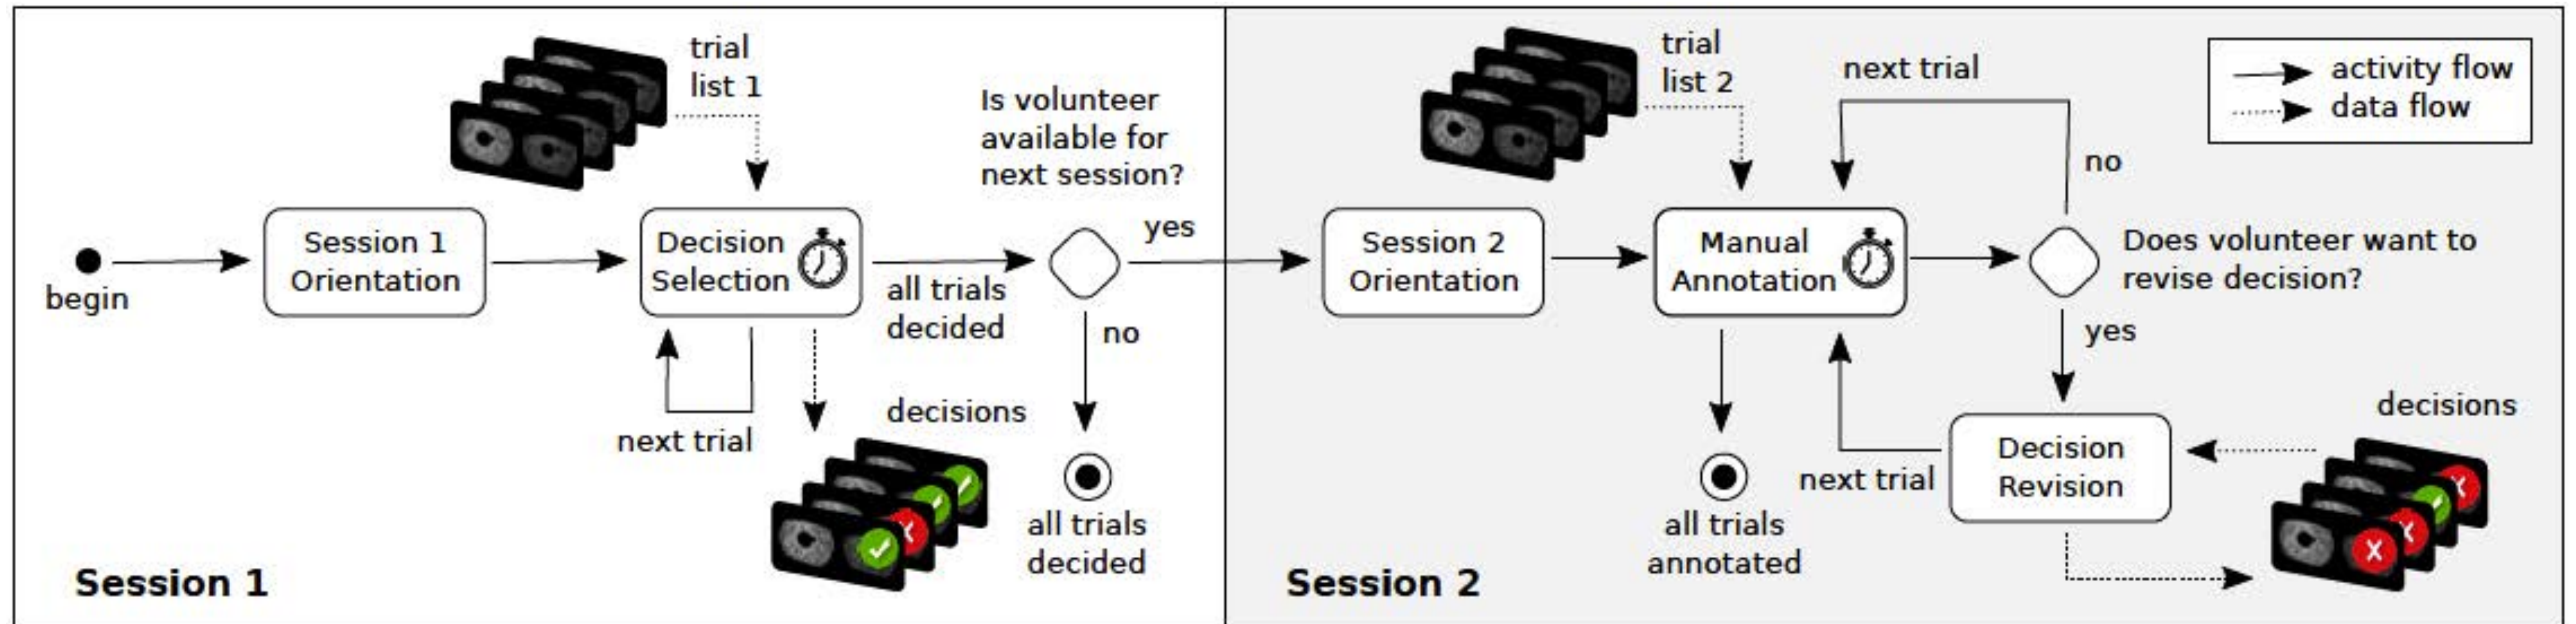 trial
list 1
Is volunteer
available for
next session?
begin
Session 1
Orientation
Decision
Selection
all trials
decided
yes
no
next trial
decisions
all trials
decided
Session 1
trial
list 2
next trial
activity flow
data flow
no
Session 2
Orientation
Manual
Annotation
Does volunteer want to
revise decision?
yes
decisions
next trial
Decision
Revision
all trials
annotated
Session 2